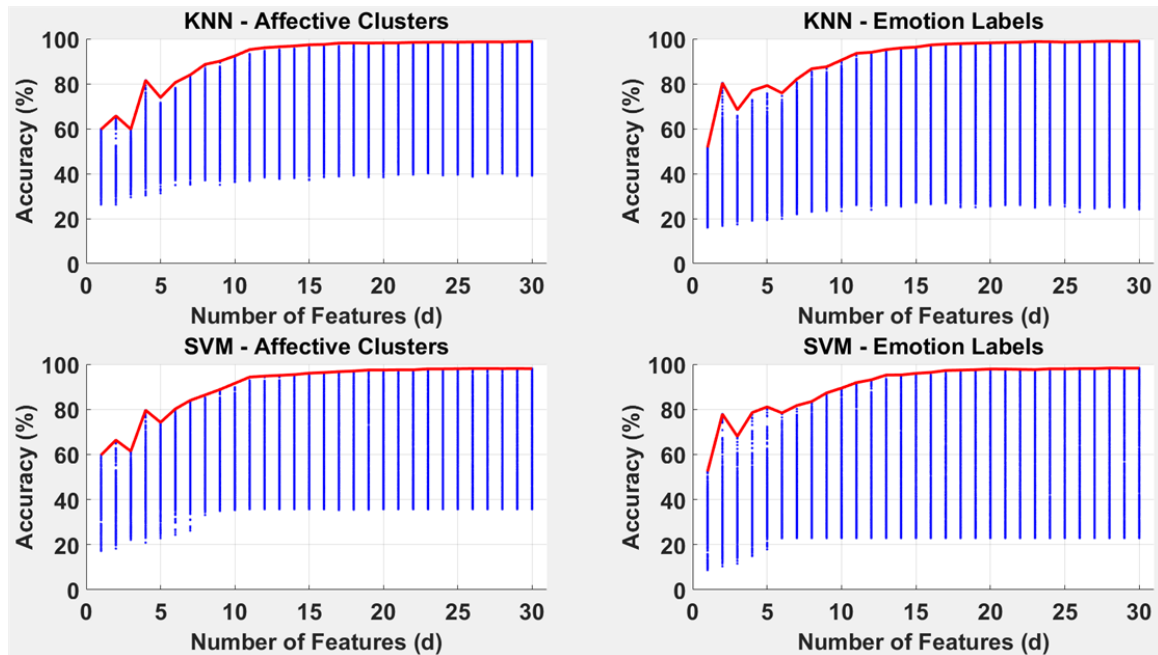 KNN - Affective Clusters
Accuracy (%)
100
80
60
40
20
0
0 5 10 15 20 25 30
Number of Features (d)
KNN - Emotion Labels
Accuracy (%)
100
80
60
40
20
0
0 5 10 15 20 25 30
Number of Features (d)
SVM - Affective Clusters
Accuracy (%)
100
80
60
40
20
0
0 5 10 15 20 25 30
Number of Features (d)
SVM - Emotion Labels
Accuracy (%)
100
80
60
40
20
0
0 5 10 15 20 25 30
Number of Features (d)